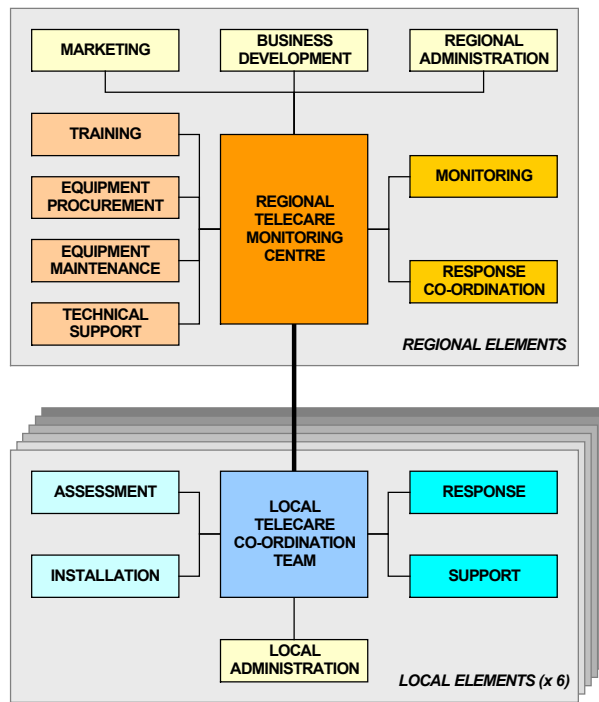 MARKETING
BUSINESS
DEVELOPMENT
REGIONAL
ADMINISTRATION
TRAINING
EQUIPMENT
PROCUREMENT
EQUIPMENT
MAINTENANCE
TECHNICAL
SUPPORT
REGIONAL
TELECARE
MONITORING
CENTRE
MONITORING
RESPONSE
CO-ORDINATION
REGIONAL ELEMENTS
ASSESSMENT
INSTALLATION
LOCAL
TELECARE
CO-ORDINATION
TEAM
RESPONSE
SUPPORT
LOCAL
ADMINISTRATION
LOCAL ELEMENTS (x 6)